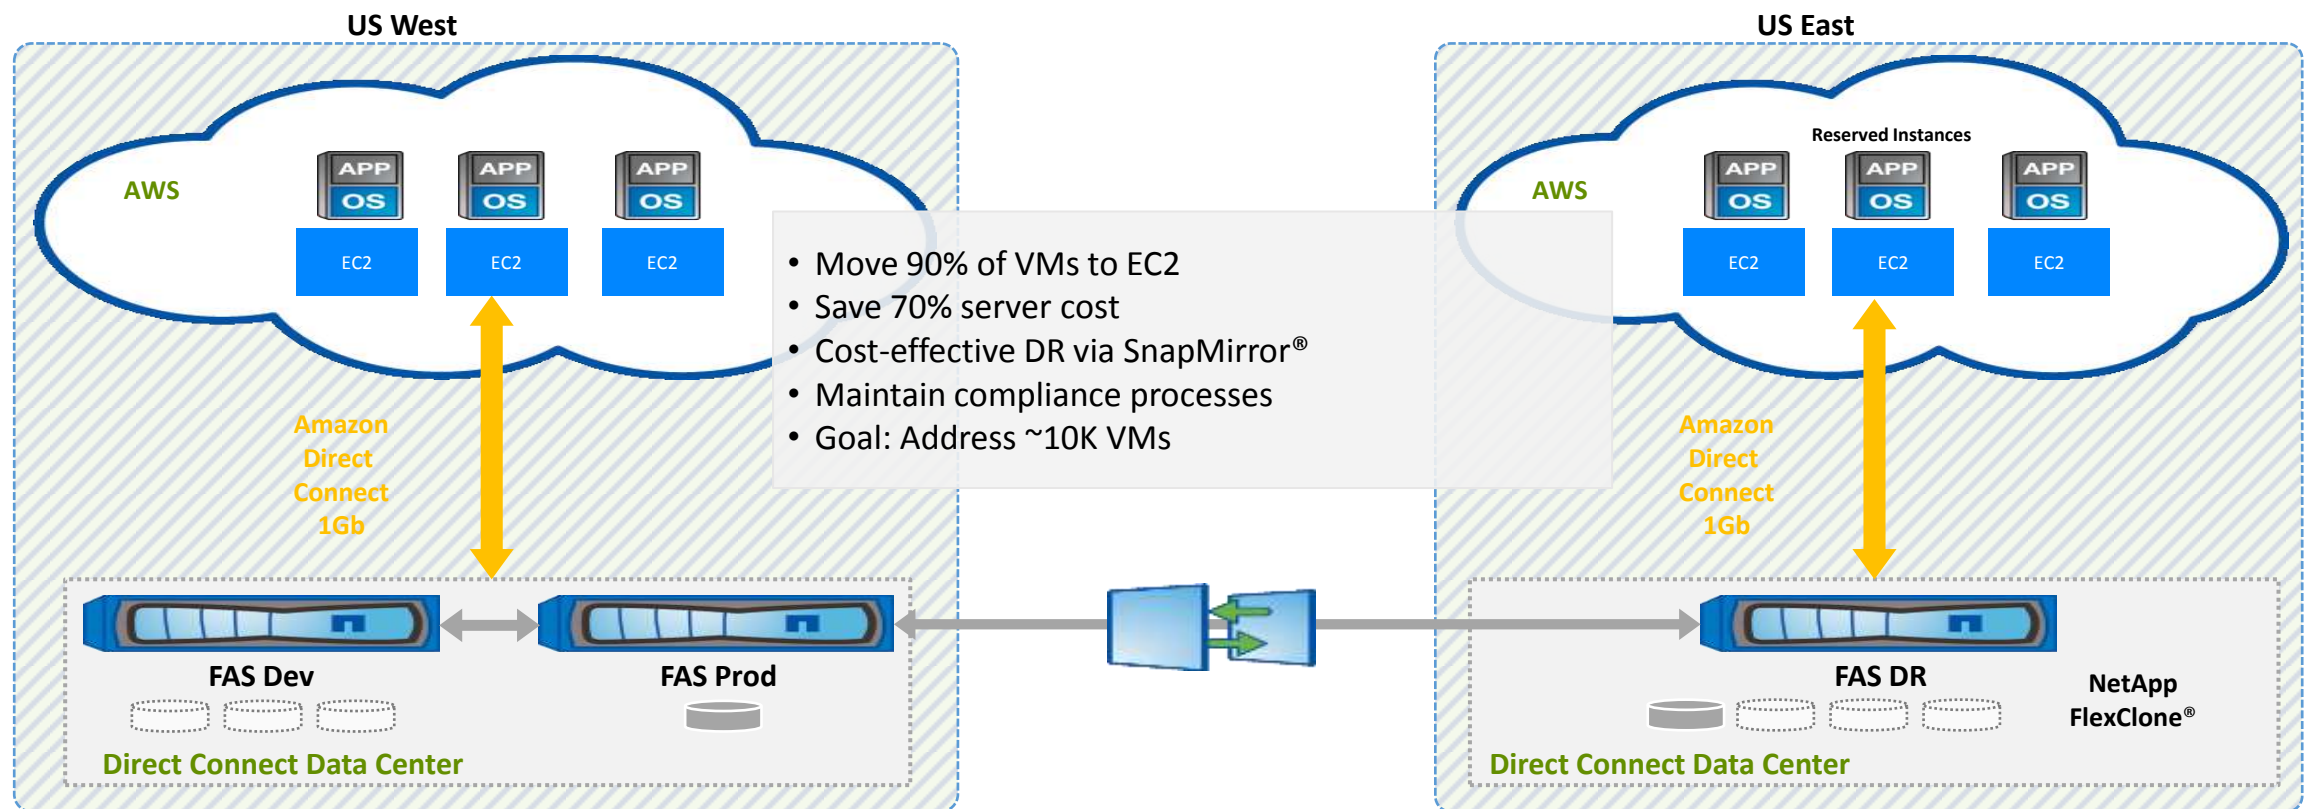 US West
US East
AWS
APP
OS
APP
OS
APP
OS
EC2
EC2
EC2
Reserved Instances
AWS
APP
OS
APP
OS
APP
OS
EC2
EC2
EC2
• Move 90% of VMs to EC2
• Save 70% server cost
• Cost-effective DR via SnapMirror®
• Maintain compliance processes
• Goal: Address ~10K VMs
Amazon
Direct
Connect
1Gb
Amazon
Direct
Connect
1Gb
FAS Dev
FAS Prod
Direct Connect Data Center
FAS DR
NetApp
FlexClone®
Direct Connect Data Center